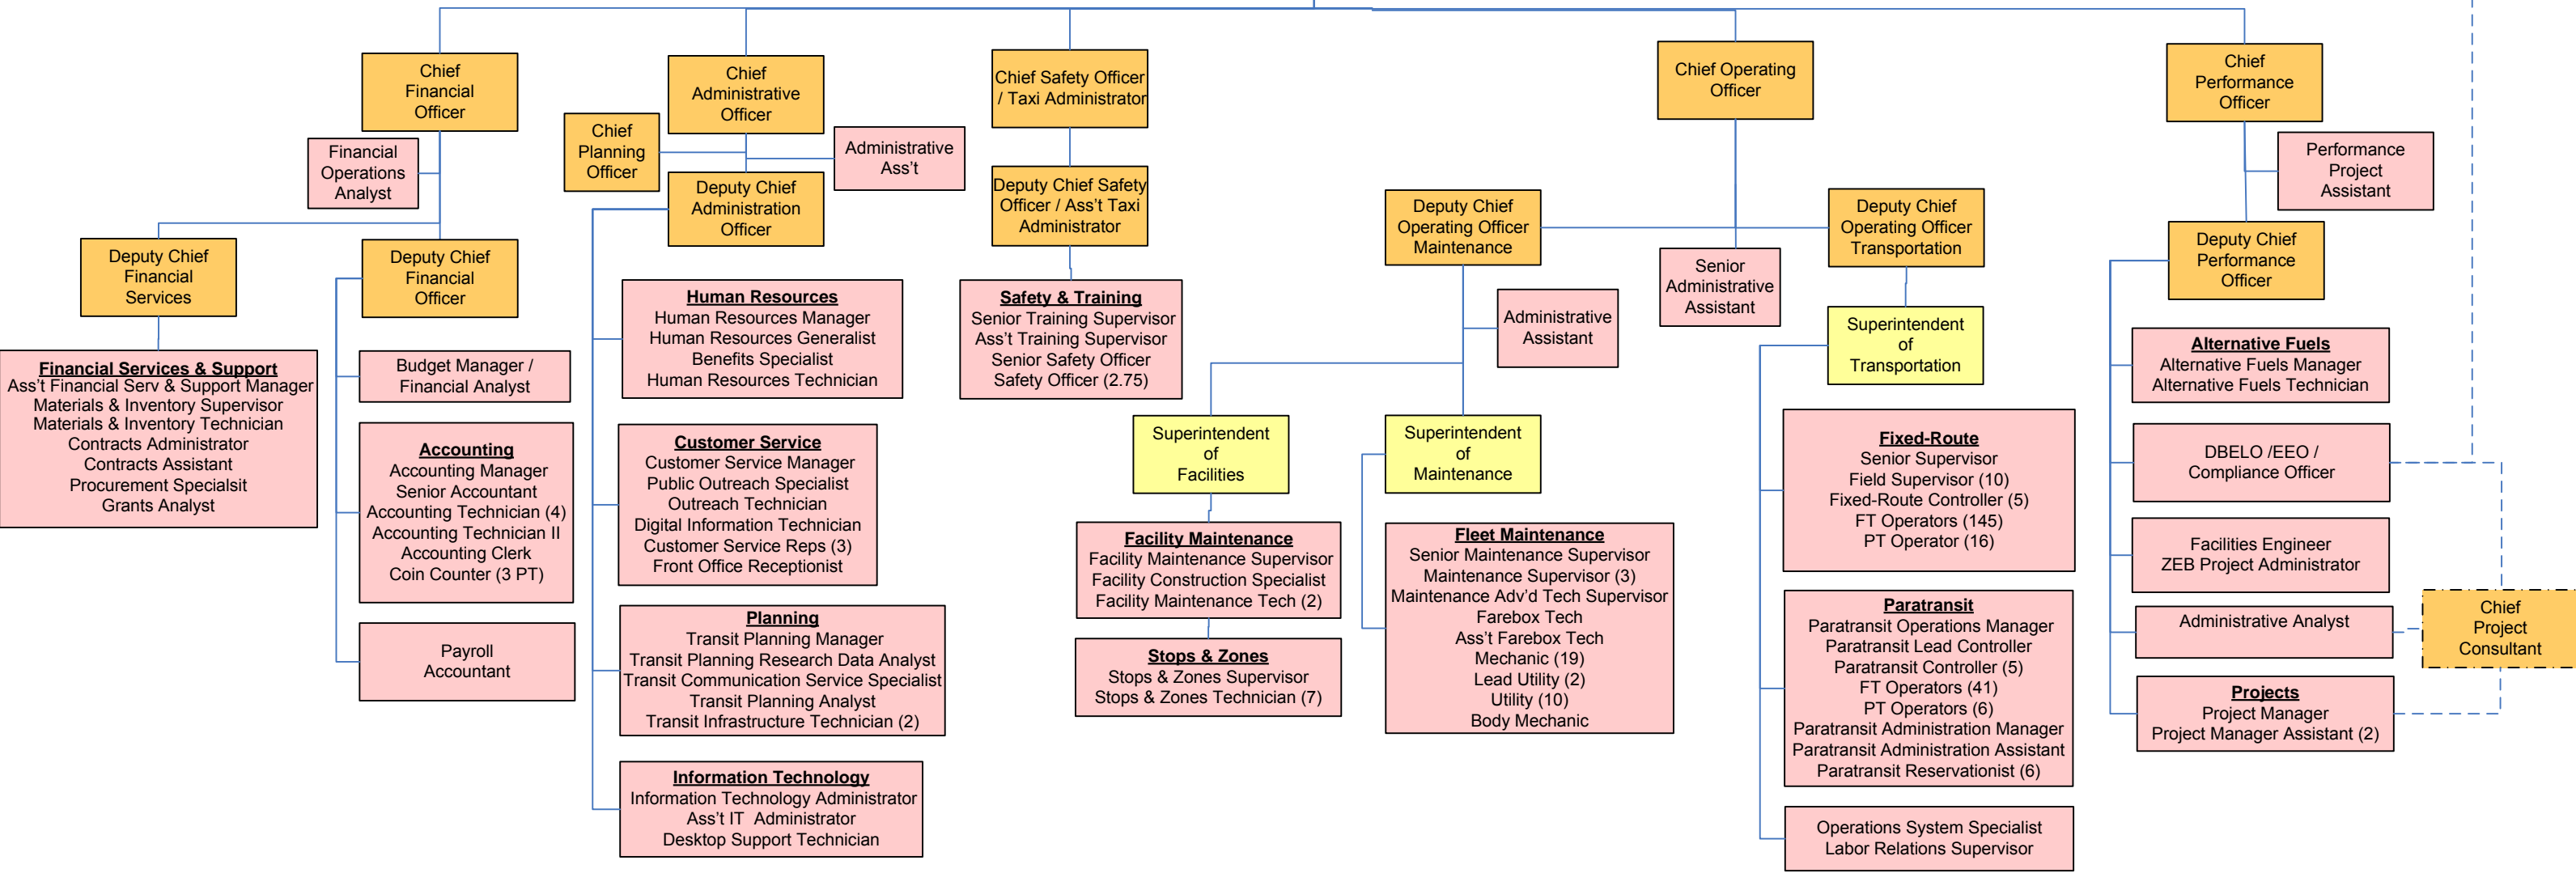 Chief
Financial
Officer
Financial
Operations
Analyst
Deputy Chief
Financial
Services
Deputy Chief
Financial
Officer
Financial Services & Support
Ass't Financial Serv & Support Manager
Materials & Inventory Supervisor
Materials & Inventory Technician
Contracts Administrator
Contracts Assistant
Procurement Specialsit
Grants Analyst
Budget Manager /
Financial Analyst
Accounting
Accounting Manager
Senior Accountant
Accounting Technician (4)
Accounting Technician II
Accounting Clerk
Coin Counter (3 PT)
Payroll
Accountant
Chief
Administrative
Officer
Chief
Planning
Officer
Administrative
Ass't
Deputy Chief
Administration
Officer
Human Resources
Human Resources Manager
Human Resources Generalist
Benefits Specialist
Human Resources Technician
Customer Service
Customer Service Manager
Public Outreach Specialist
Outreach Technician
Digital Information Technician
Customer Service Reps (3)
Front Office Receptionist
Planning
Transit Planning Manager
Transit Planning Research Data Analyst
Transit Communication Service Specialist
Transit Planning Analyst
Transit Infrastructure Technician (2)
Information Technology
Information Technology Administrator
Ass't IT  Administrator
Desktop Support Technician
Chief Safety Officer
/ Taxi Administrator
Deputy Chief Safety
Officer / Ass't Taxi
Administrator
Safety & Training
Senior Training Supervisor
Ass't Training Supervisor
Senior Safety Officer
Safety Officer (2.75)
Chief Operating
Officer
Deputy Chief
Operating Officer
Maintenance
Senior
Administrative
Assistant
Deputy Chief
Operating Officer
Transportation
Administrative
Assistant
Superintendent
of
Facilities
Superintendent
of
Maintenance
Facility Maintenance
Facility Maintenance Supervisor
Facility Construction Specialist
Facility Maintenance Tech (2)
Stops & Zones
Stops & Zones Supervisor
Stops & Zones Technician (7)
Fleet Maintenance
Senior Maintenance Supervisor
Maintenance Supervisor (3)
Maintenance Adv'd Tech Supervisor
Farebox Tech
Ass't Farebox Tech
Mechanic (19)
Lead Utility (2)
Utility (10)
Body Mechanic
Superintendent
of
Transportation
Fixed-Route
Senior Supervisor
Field Supervisor (10)
Fixed-Route Controller (5)
FT Operators (145)
PT Operator (16)
Paratransit
Paratransit Operations Manager
Paratransit Lead Controller
Paratransit Controller (5)
FT Operators (41)
PT Operators (6)
Paratransit Administration Manager
Paratransit Administration Assistant
Paratransit Reservationist (6)
Operations System Specialist
Labor Relations Supervisor
Chief
Performance
Officer
Performance
Project
Assistant
Deputy Chief
Performance
Officer
Alternative Fuels
Alternative Fuels Manager
Alternative Fuels Technician
DBELO /EEO /
Compliance Officer
Facilities Engineer
ZEB Project Administrator
Administrative Analyst
Projects
Project Manager
Project Manager Assistant (2)
Chief
Project
Consultant